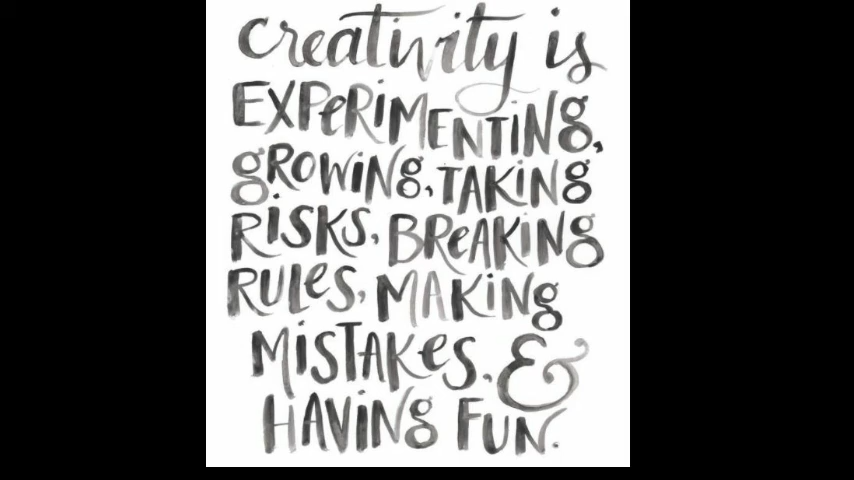 creativity is
EXPeRiMENTiNg,
gROWiNg, TAKiNg
RiSKS, BReAKiNg
RULeS, MAKiNg
MiSTAKeS, &
HAViNg FUN.